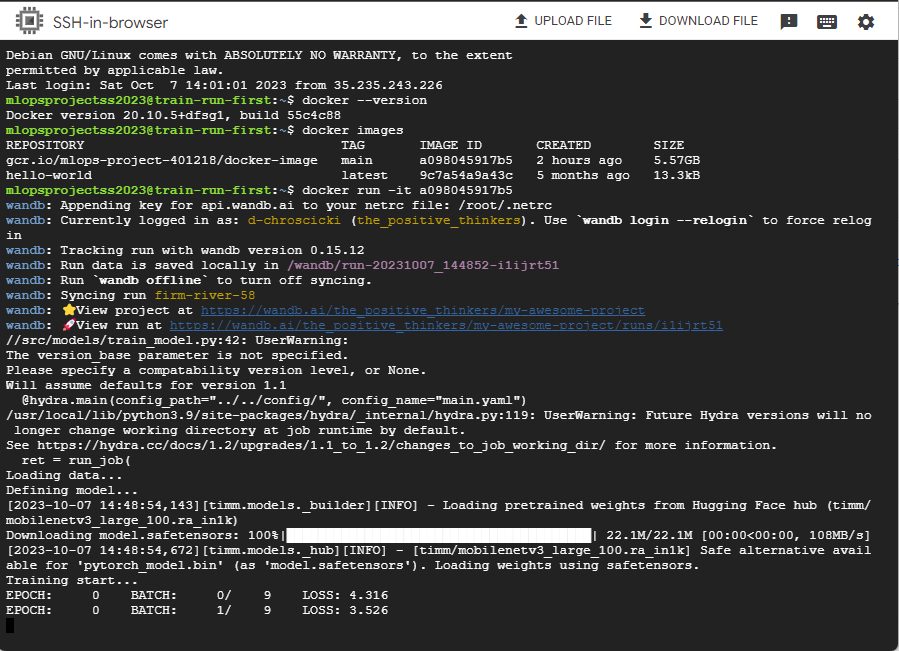 SSH-in-browser
UPLOAD FILE
DOWNLOAD FILE
Debian GNU/Linux comes with ABSOLUTELY NO WARRANTY, to the extent
permitted by applicable law.
Last login: Sat Oct  7 14:01:01 2023 from 35.235.243.226
mlopsprojectss2023@train-run-first:~$ docker --version
Docker version 20.10.5+dfsg1, build 55c4c88
mlopsprojectss2023@train-run-first:~$ docker images
REPOSITORY                                 TAG       IMAGE ID       CREATED        SIZE
gcr.io/mlops-project-401218/docker-image   main      a098045917b5   2 hours ago    5.57GB
hello-world                                latest    9c7a54a9a43c   5 months ago   13.3kB
mlopsprojectss2023@train-run-first:~$ docker run -it a098045917b5
wandb: Appending key for api.wandb.ai to your netrc file: /root/.netrc
wandb: Currently logged in as: d-chroscicki (the_positive_thinkers). Use `wandb login --relogin` to force relog
in
wandb: Tracking run with wandb version 0.15.12
wandb: Run data is saved locally in /wandb/run-20231007_144852-i1ijrt51
wandb: Run `wandb offline` to turn off syncing.
wandb: Syncing run firm-river-58
wandb: ⭐View project at https://wandb.ai/the_positive_thinkers/my-awesome-project
wandb: 🚀View run at https://wandb.ai/the_positive_thinkers/my-awesome-project/runs/i1ijrt51
//src/models/train_model.py:42: UserWarning:
The version_base parameter is not specified.
Please specify a compatability version level, or None.
Will assume defaults for version 1.1
  @hydra.main(config_path="../../config/", config_name="main.yaml")
/usr/local/lib/python3.9/site-packages/hydra/_internal/hydra.py:119: UserWarning: Future Hydra versions will no
 longer change working directory at job runtime by default.
See https://hydra.cc/docs/1.2/upgrades/1.1_to_1.2/changes_to_job_working_dir/ for more information.
  ret = run_job(
Loading data...
Defining model...
[2023-10-07 14:48:54,143][timm.models._builder][INFO] - Loading pretrained weights from Hugging Face hub (timm/
mobilenetv3_large_100.ra_in1k)
Downloading model.safetensors: 100%|███████████████████████████████████████| 22.1M/22.1M [00:00<00:00, 108MB/s]
[2023-10-07 14:48:54,672][timm.models._hub][INFO] - [timm/mobilenetv3_large_100.ra_in1k] Safe alternative avail
able for 'pytorch_model.bin' (as 'model.safetensors'). Loading weights using safetensors.
Training start...
EPOCH:     0    BATCH:     0/    9    LOSS: 4.316
EPOCH:     0    BATCH:     1/    9    LOSS: 3.526